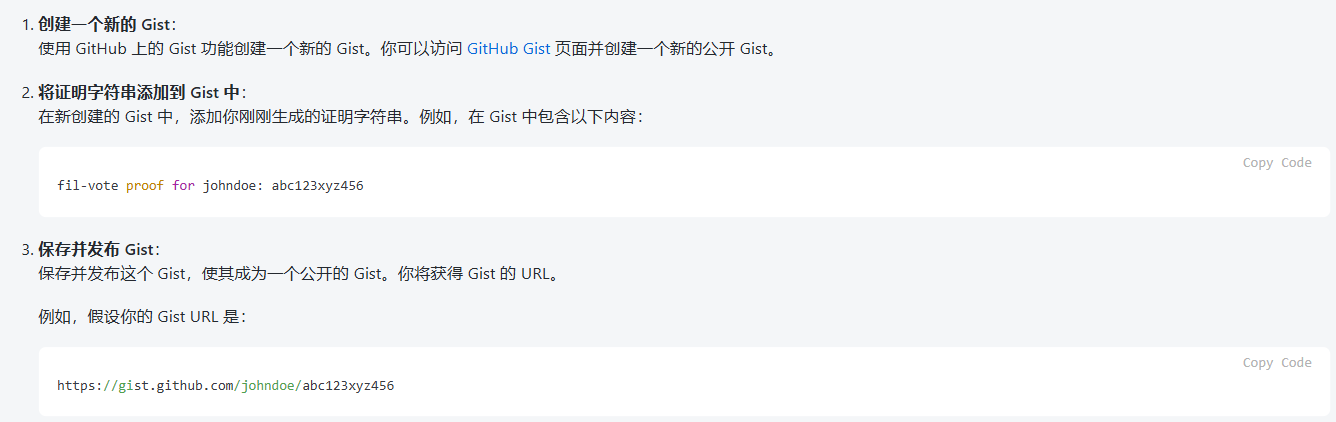 1. 创建一个新的 Gist：
使用 GitHub 上的 Gist 功能创建一个新的 Gist。你可以访问 GitHub Gist 页面并创建一个新的公开 Gist。
2. 将证明字符串添加到 Gist 中：
在新创建的 Gist 中，添加你刚刚生成的证明字符串。例如，在 Gist 中包含以下内容：
Copy Code
fil-vote proof for johndoe: abc123xyz456
3. 保存并发布 Gist：
保存并发布这个 Gist，使其成为一个公开的 Gist。你将获得 Gist 的 URL。
例如，假设你的 Gist URL 是：
Copy Code
https://gist.github.com/johndoe/abc123xyz456